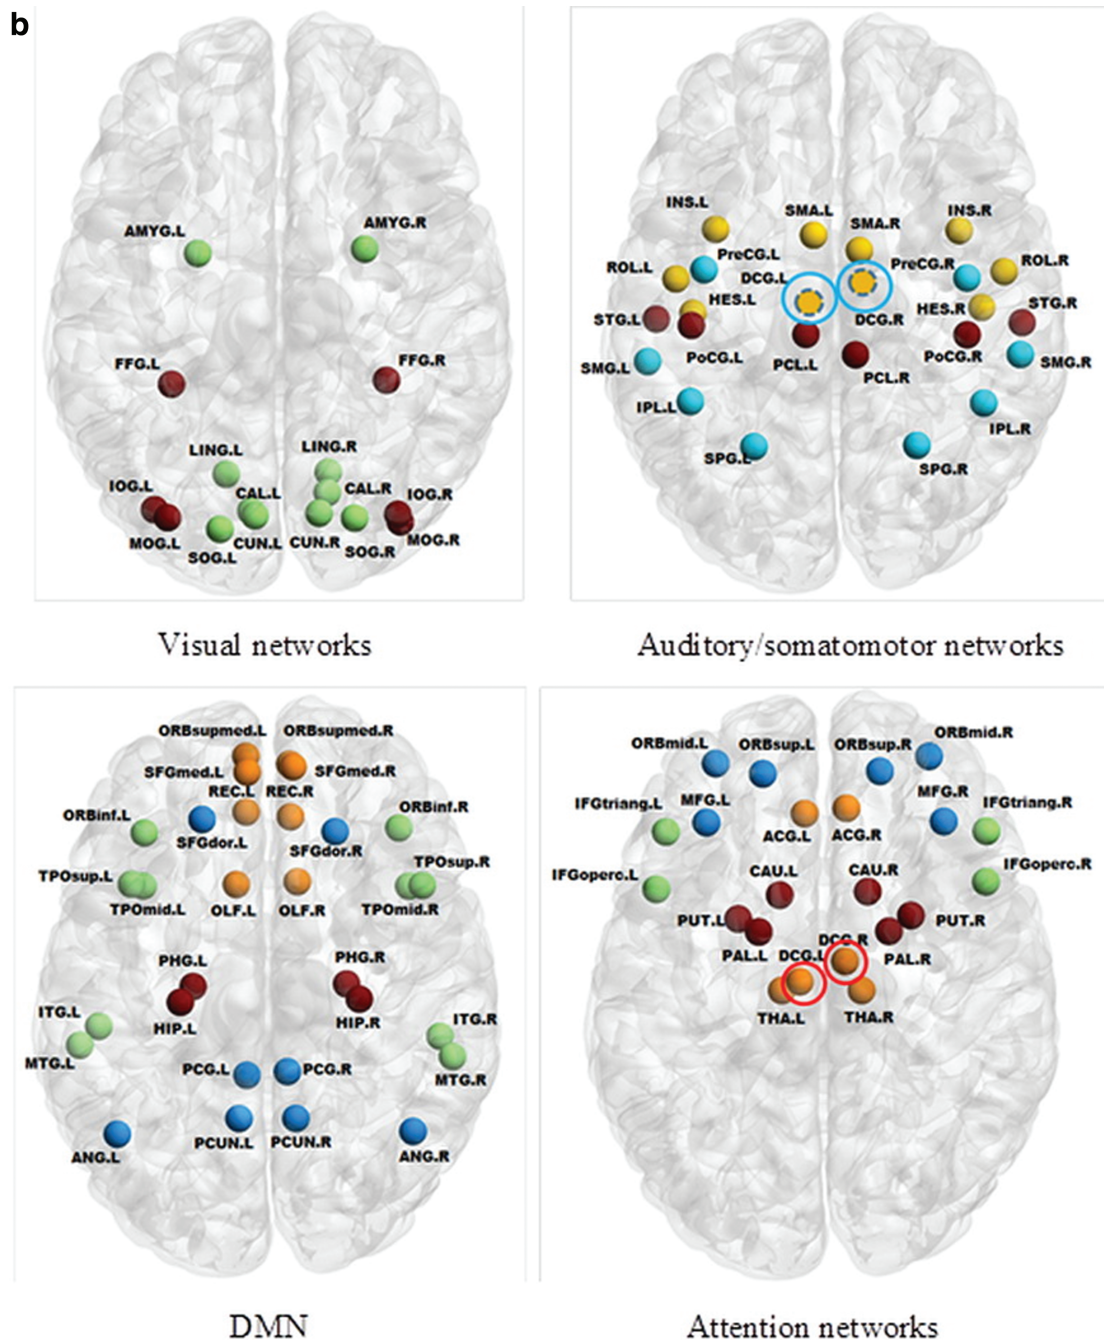 b
AMYG.L
AMYG.R
FFG.L
FFG.R
LING.L
LING.R
IOG.L
CAL.L
CAL.R
IOG.R
MOG.L
SOG.L
CUN.L
CUN.R
SOG.R
MOG.R
Visual networks
INS.L
SMA.L
SMA.R
INS.R
PreCG.L
PreCG.R
ROL.L
DCG.L
ROL.R
HES.L
HES.R
STG.R
STG.L
DCG.R
PoCG.L
PCL.L
PoCG.R
SMG.L
PCL.R
SMG.R
IPL.L
IPL.R
SPG.L
SPG.R
Auditory/somatomotor networks
ORBsupmed.L
ORBsupmed.R
SFGmed.L
SFGmed.R
REC.L
REC.R
ORBinf.L
ORBinf.R
SFGdor.L
SFGdor.R
TPOsup.L
TPOsup.R
TPOmid.L
OLF.L
OLF.R
TPOmid.R
PHG.L
PHG.R
HIP.L
HIP.R
ITG.L
ITG.R
MTG.L
PCG.L
PCG.R
MTG.R
PCUN.L
PCUN.R
ANG.L
ANG.R
DMN
ORBmid.L
ORBsup.L
ORBsup.R
ORBmid.R
IFGtriang.L
MFG.L
MFG.R
IFGtriang.R
ACG.L
ACG.R
IFGoperc.L
CAU.L
CAU.R
IFGoperc.R
PUT.L
PUT.R
PAL.L
DCG.L
DCG.R
PAL.R
THA.L
THA.R
Attention networks